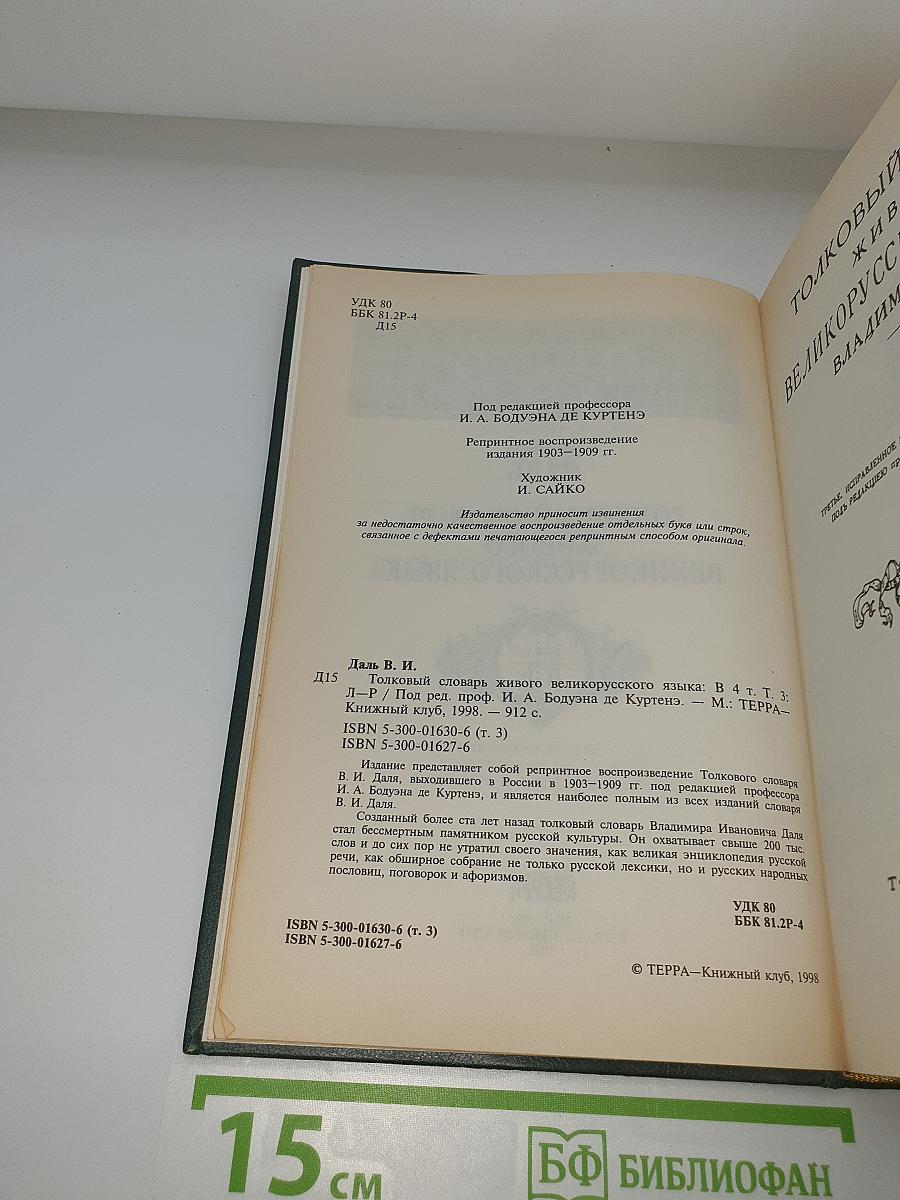 УДК 80
ББК 81.2Р-4
Д15
Под редакцией профессора
И. А. БОДУЭНА ДЕ КУРТЕНЭ
Репринтное воспроизведение
издания 1903—1909 гг.
Художник
И. САЙКО
Издательство приносит извинения
за недостаточно качественное воспроизведение отдельных букв или строк,
связанное с дефектами печатающегося репринтным способом оригинала.
Даль В. И.
Д15 Толковый словарь живого великорусского языка: В 4 т. Т. 3:
Л—Р / Под ред. проф. И. А. Бодуэна де Куртенэ. — М.: ТЕРРА—
Книжный клуб, 1998. — 912 с.
ISBN 5-300-01630-6 (т. 3)
ISBN 5-300-01627-6
Издание представляет собой репринтное воспроизведение Толкового словаря
В. И. Даля, выходившего в России в 1903—1909 гг. под редакцией профессора
И. А. Бодуэна де Куртенэ, и является наиболее полным из всех изданий словаря
В. И. Даля.
Созданный более ста лет назад толковый словарь Владимира Ивановича Даля
стал бессмертным памятником русской культуры. Он охватывает свыше 200 тыс.
слов и до сих пор не утратил своего значения, как великая энциклопедия русской
речи, как обширное собрание не только русской лексики, но и русских народных
пословиц, поговорок и афоризмов.
УДК 80
ББК 81.2Р-4
ISBN 5-300-01630-6 (т. 3)
ISBN 5-300-01627-6
© ТЕРРА—Книжный клуб, 1998
ТОЛКОВЫЙ
ЖИВ
ВЕЛИКОРУСС
ВЛАДИМ
ТРЕТЬЕ, ИСПРАВЛЕННОЕ
ПОДЪ РЕДАКЦІЕЮ
15 см
БФ БИБЛИОФАН